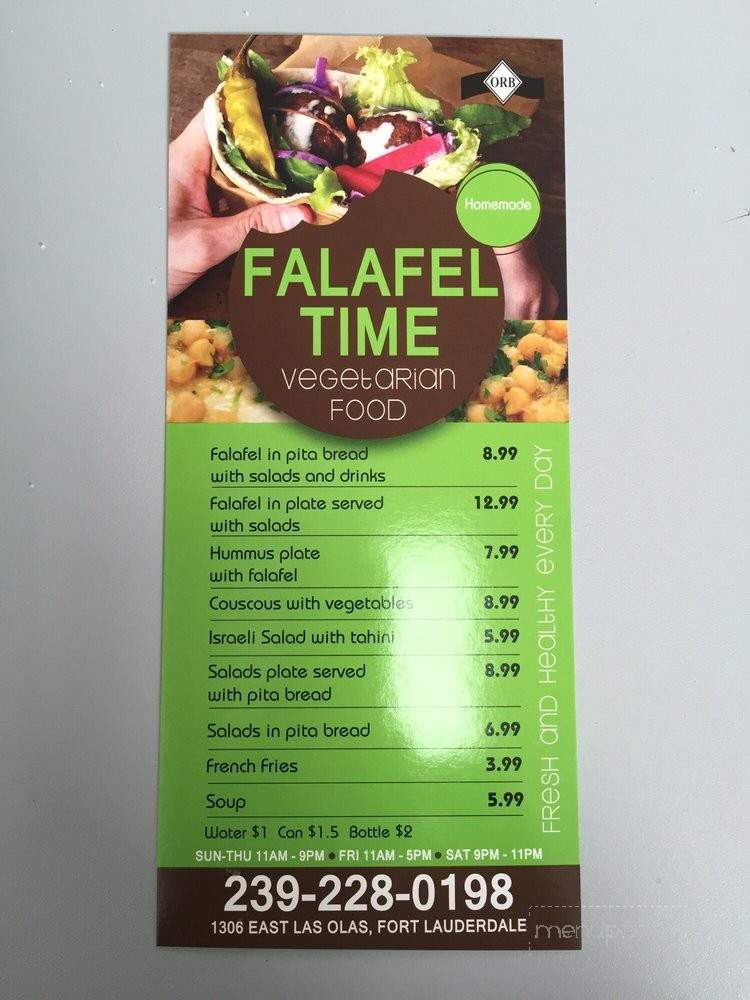 ORB
Homemade
FALAFEL
TIME
VEGETARIAN
FOOD
Falafel in pita bread 8.99
with salads and drinks
Falafel in plate served 12.99
with salads
Hummus plate 7.99
with falafel
Couscous with vegetables 8.99
Israeli Salad with tahini 5.99
Salads plate served 8.99
with pita bread
Salads in pita bread 6.99
French Fries 3.99
Soup 5.99
Water $1 Can $1.5 Bottle $2
FRESH AND HEALTHY EVERY DAY
SUN-THU 11AM - 9PM • FRI 11AM - 5PM • SAT 9PM - 11PM
239-228-0198
1306 EAST LAS OLAS, FORT LAUDERDALE